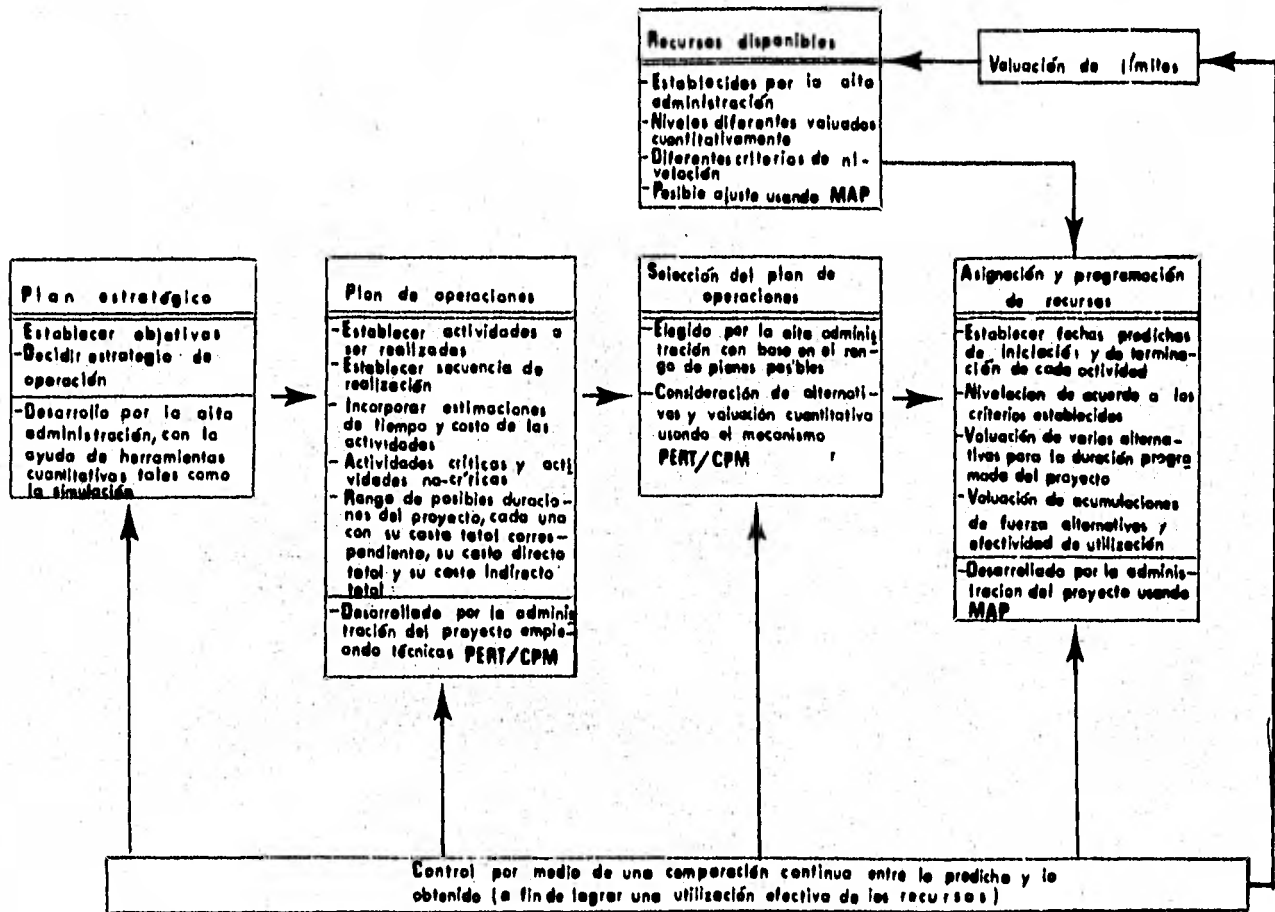 Recursos disponibles
-Establecidos por la alta
administración
-Niveles diferentes valuados
cuantitativamente
-Diferentes criterios de ni-
velación
-Posible ajuste usando MAP
Valuación de límites
Plan estratégico
Establecer objetivos
-Decidir estrategia de
operación
-Desarrollo por la alta
administración, con la
ayuda de herramientas
cuantitativas tales como
la simulación
Plan de operaciones
-Establecer actividades a
ser realizadas
-Establecer secuencia de
realización
-Incorporar estimaciones
de tiempo y costo de las
actividades
-Actividades críticas y acti
vidades no-críticas
-Rango de posibles duracio-
nes del proyecto, cada una
con su costo total corres-
pendiente, su costo directo
total y su costo indirecto
total
-Desarrollado por la adminis
tración del proyecto emple-
ando técnicas PERT/CPM
Selección del plan de
operaciones
-Elegido por la alta adminis
tración con base en el ran-
go de planes posibles
-Consideración de alternati-
vas y valuación cuantitativa
usando el mecanismo
PERT/CPM
Asignación y programación
de recursos
-Establecer fechas predichas
de iniciación y de termina-
ción de cada actividad
-Nivelacion de acuerdo a los
criterios establecidos
-Valuación de varias alterna-
tivas para la duración progra
mada del proyecto
-Valuación de acumulaciones
de fuerza alternativas y
efectividad de utilización
-Desarrollado por la adminis-
tracion del proyecto usando
MAP
Control por medio de una comparación continua entre lo predicho y lo
obtenido (a fin de lograr una utilización efectiva de los recursos)